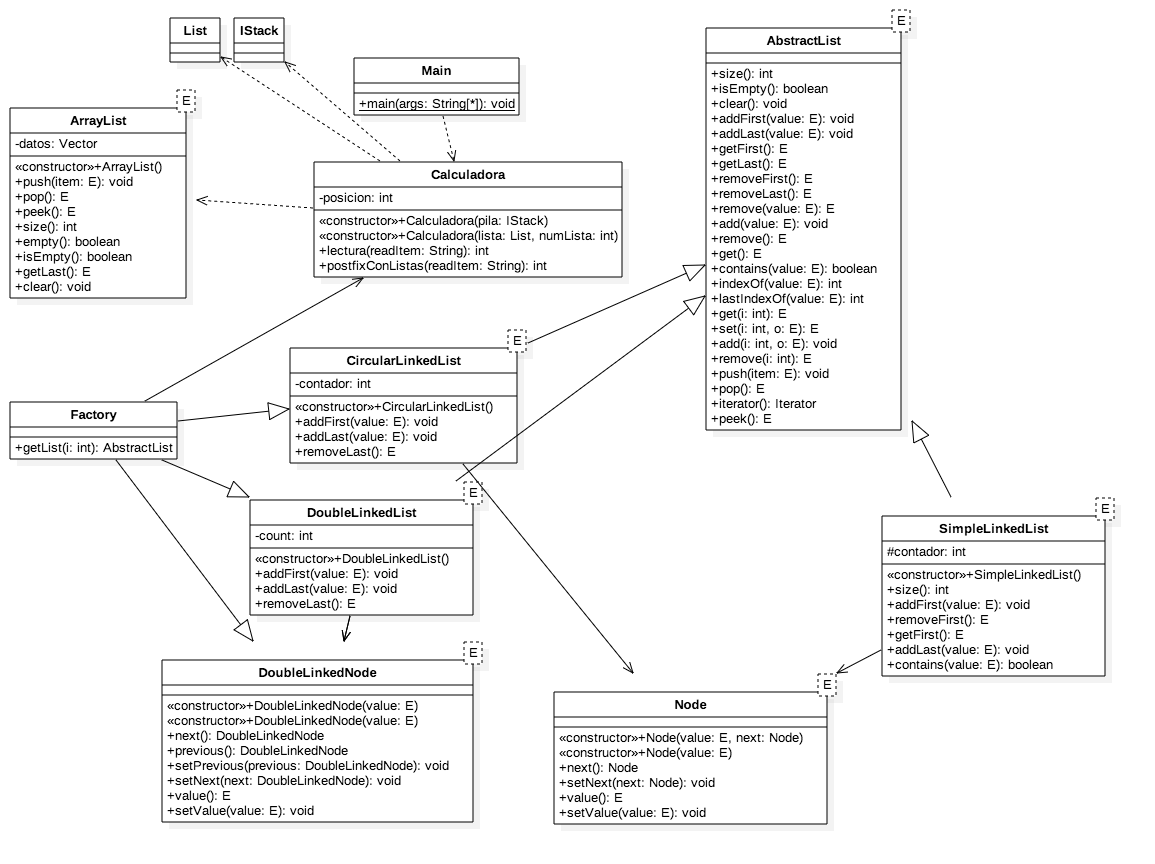 List
IStack
Main
+main(args: String[*]): void
E
AbstractList
+size(): int
+isEmpty(): boolean
+clear(): void
+addFirst(value: E): void
+addLast(value: E): void
+getFirst(): E
+getLast(): E
+removeFirst(): E
+removeLast(): E
+remove(value: E): E
+add(value: E): void
+remove(): E
+get(): E
+contains(value: E): boolean
+indexOf(value: E): int
+lastIndexOf(value: E): int
+get(i: int): E
+set(i: int, o: E): E
+add(i: int, o: E): void
+remove(i: int): E
+push(item: E): void
+pop(): E
+iterator(): Iterator
+peek(): E
E
ArrayList
-datos: Vector
«constructor»+ArrayList()
+push(item: E): void
+pop(): E
+peek(): E
+size(): int
+empty(): boolean
+isEmpty(): boolean
+getLast(): E
+clear(): void
Calculadora
-posicion: int
«constructor»+Calculadora(pila: IStack)
«constructor»+Calculadora(lista: List, numLista: int)
+lectura(readItem: String): int
+postfixConListas(readItem: String): int
E
CircularLinkedList
-contador: int
«constructor»+CircularLinkedList()
+addFirst(value: E): void
+addLast(value: E): void
+removeLast(): E
Factory
+getList(i: int): AbstractList
E
DoubleLinkedList
-count: int
«constructor»+DoubleLinkedList()
+addFirst(value: E): void
+addLast(value: E): void
+removeLast(): E
E
SimpleLinkedList
#contador: int
«constructor»+SimpleLinkedList()
+size(): int
+addFirst(value: E): void
+removeFirst(): E
+getFirst(): E
+addLast(value: E): void
+contains(value: E): boolean
E
DoubleLinkedNode
«constructor»+DoubleLinkedNode(value: E)
«constructor»+DoubleLinkedNode(value: E)
+next(): DoubleLinkedNode
+previous(): DoubleLinkedNode
+setPrevious(previous: DoubleLinkedNode): void
+setNext(next: DoubleLinkedNode): void
+value(): E
+setValue(value: E): void
E
Node
«constructor»+Node(value: E, next: Node)
«constructor»+Node(value: E)
+next(): Node
+setNext(next: Node): void
+value(): E
+setValue(value: E): void